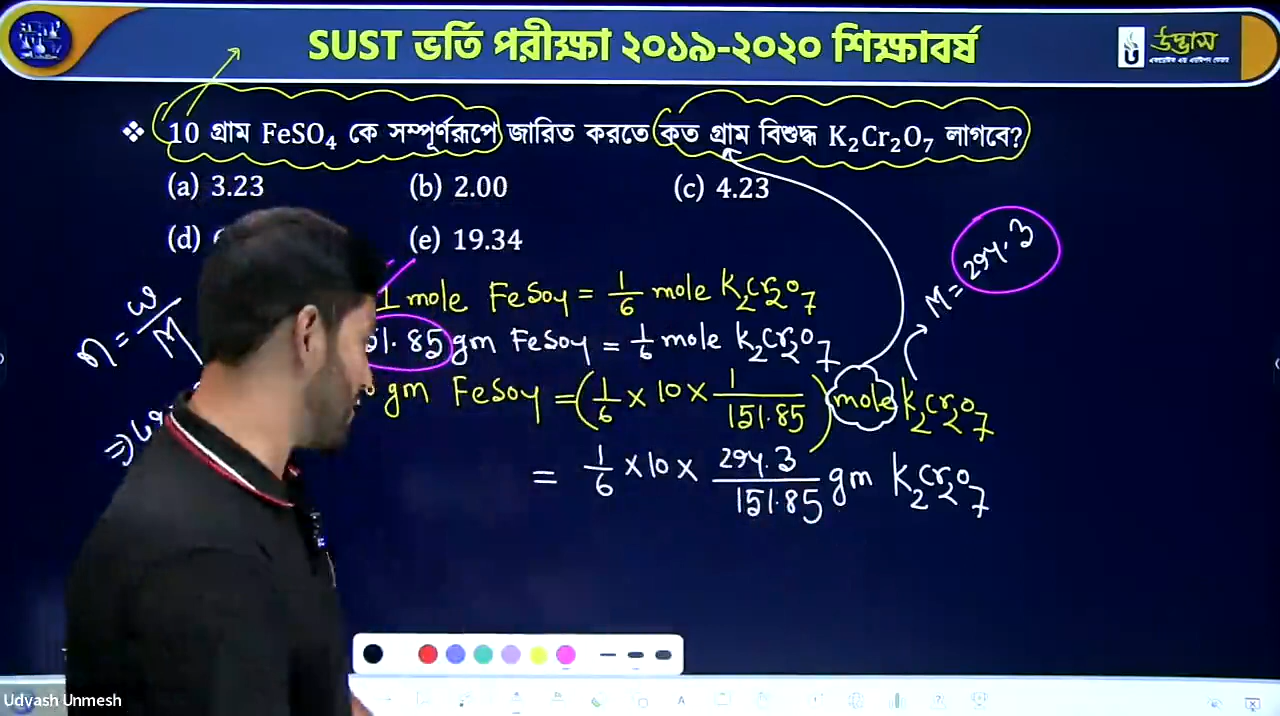 SUST ভর্তি পরীক্ষা ২০১৯-২০২০ শিক্ষাবর্ষ
উদ্ভাস
❖ 10 গ্রাম FeSO₄ কে সম্পূর্ণরূপে জারিত করতে কত গ্রাম বিশুদ্ধ K₂Cr₂O₇ লাগবে?
(a) 3.23 (b) 2.00 (c) 4.23
(d) (e) 19.34
M = 294.3
1 mole FeSO₄ = 1/6 mole K₂Cr₂O₇
n = w/M
51.85 gm FeSO₄ = 1/6 mole K₂Cr₂O₇
gm FeSO₄ = (1/6 × 10 × 1/151.85) mole K₂Cr₂O₇
⇒
= 1/6 × 10 × 294.3/151.85 gm K₂Cr₂O₇
Udvash Unmesh